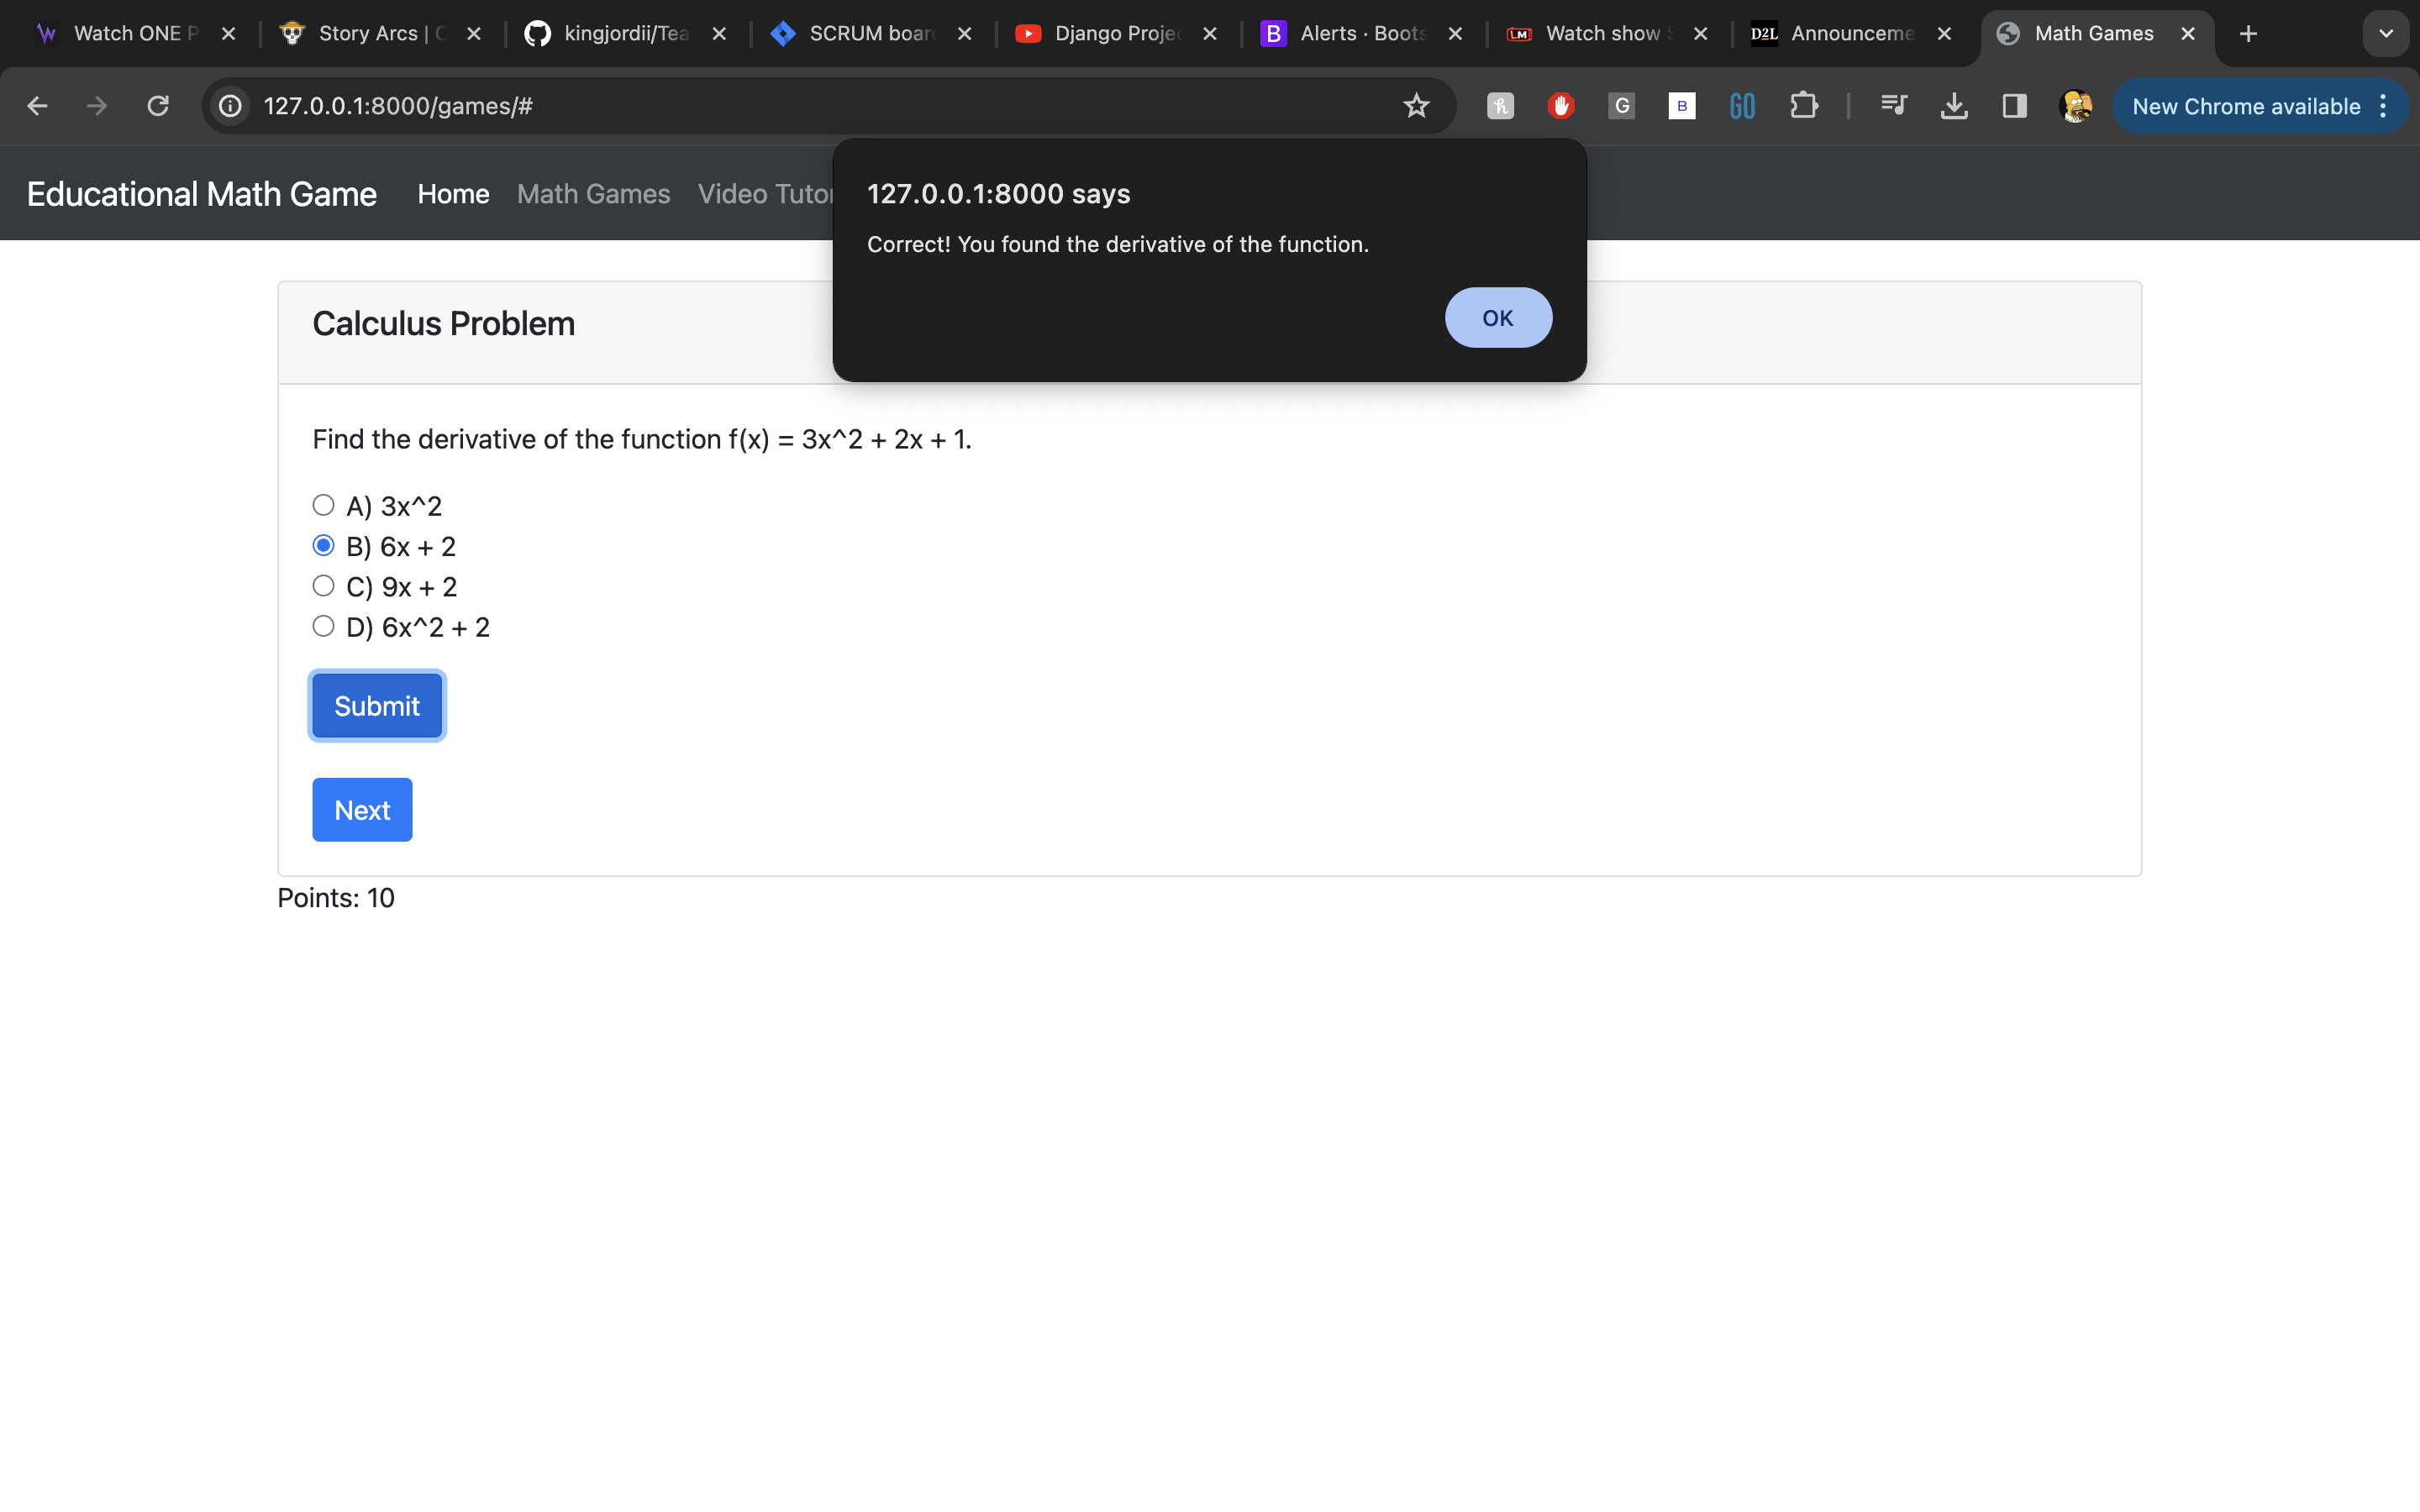 Watch ONE P
Story Arcs |
kingjordii/Tea
SCRUM boar
Django Proje
B Alerts · Boots
LM Watch show
D2L Announceme
Math Games
127.0.0.1:8000/games/#
G
B
GO
New Chrome available
Educational Math Game Home Math Games Video Tutor
127.0.0.1:8000 says
Correct! You found the derivative of the function.
OK
Calculus Problem
Find the derivative of the function f(x) = 3x^2 + 2x + 1.
A) 3x^2
B) 6x + 2
C) 9x + 2
D) 6x^2 + 2
Submit
Next
Points: 10